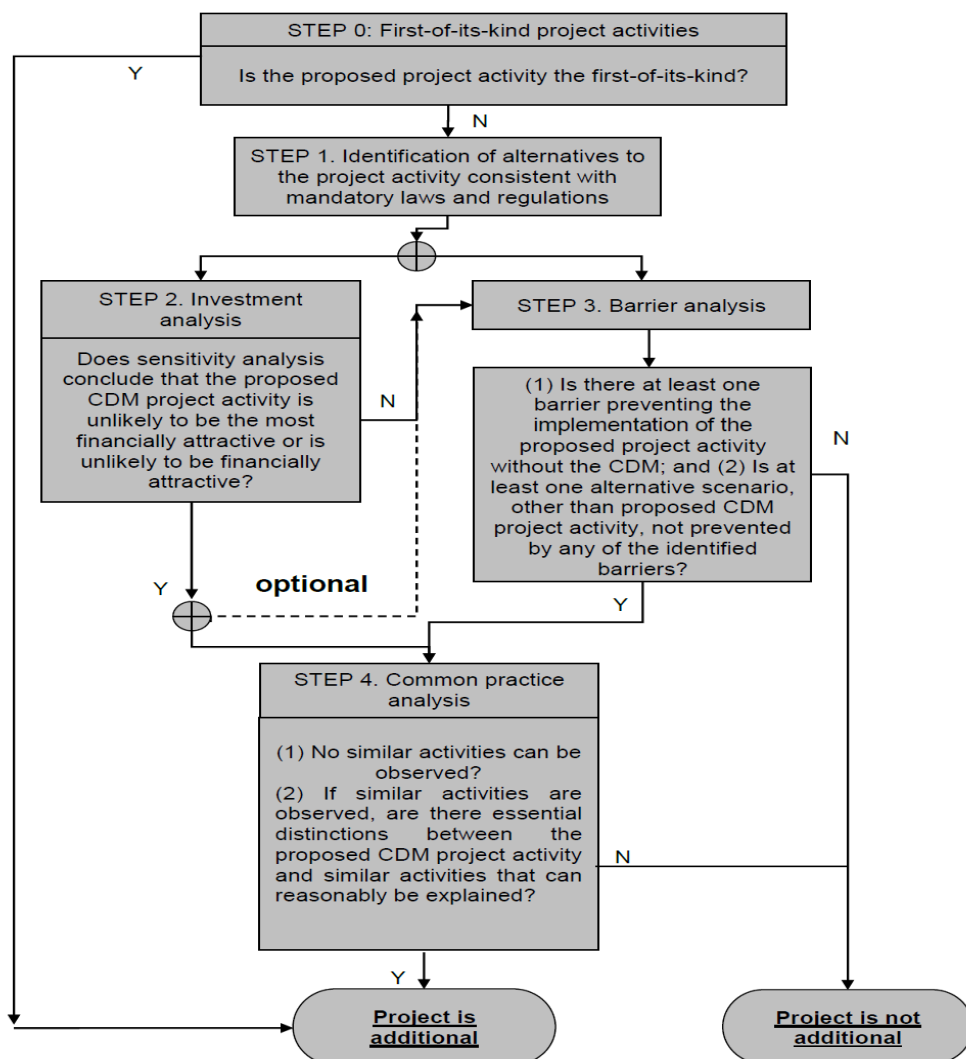 STEP 0: First-of-its-kind project activities
Y
Is the proposed project activity the first-of-its-kind?
N
STEP 1. Identification of alternatives to
the project activity consistent with
mandatory laws and regulations
STEP 2. Investment
analysis
Does sensitivity analysis
conclude that the proposed
CDM project activity is
unlikely to be the most
financially attractive or is
unlikely to be financially
attractive?
N
Y
optional
STEP 3. Barrier analysis
(1) Is there at least one
barrier preventing the
implementation of the
proposed project activity
without the CDM; and (2) Is at
least one alternative scenario,
other than proposed CDM
project activity, not prevented
by any of the identified
barriers?
N
Y
STEP 4. Common practice
analysis
(1) No similar activities can be
observed?
(2) If similar activities are
observed, are there essential
distinctions between the
proposed CDM project activity
and similar activities that can
reasonably be explained?
N
Y
Project is
additional
Project is not
additional